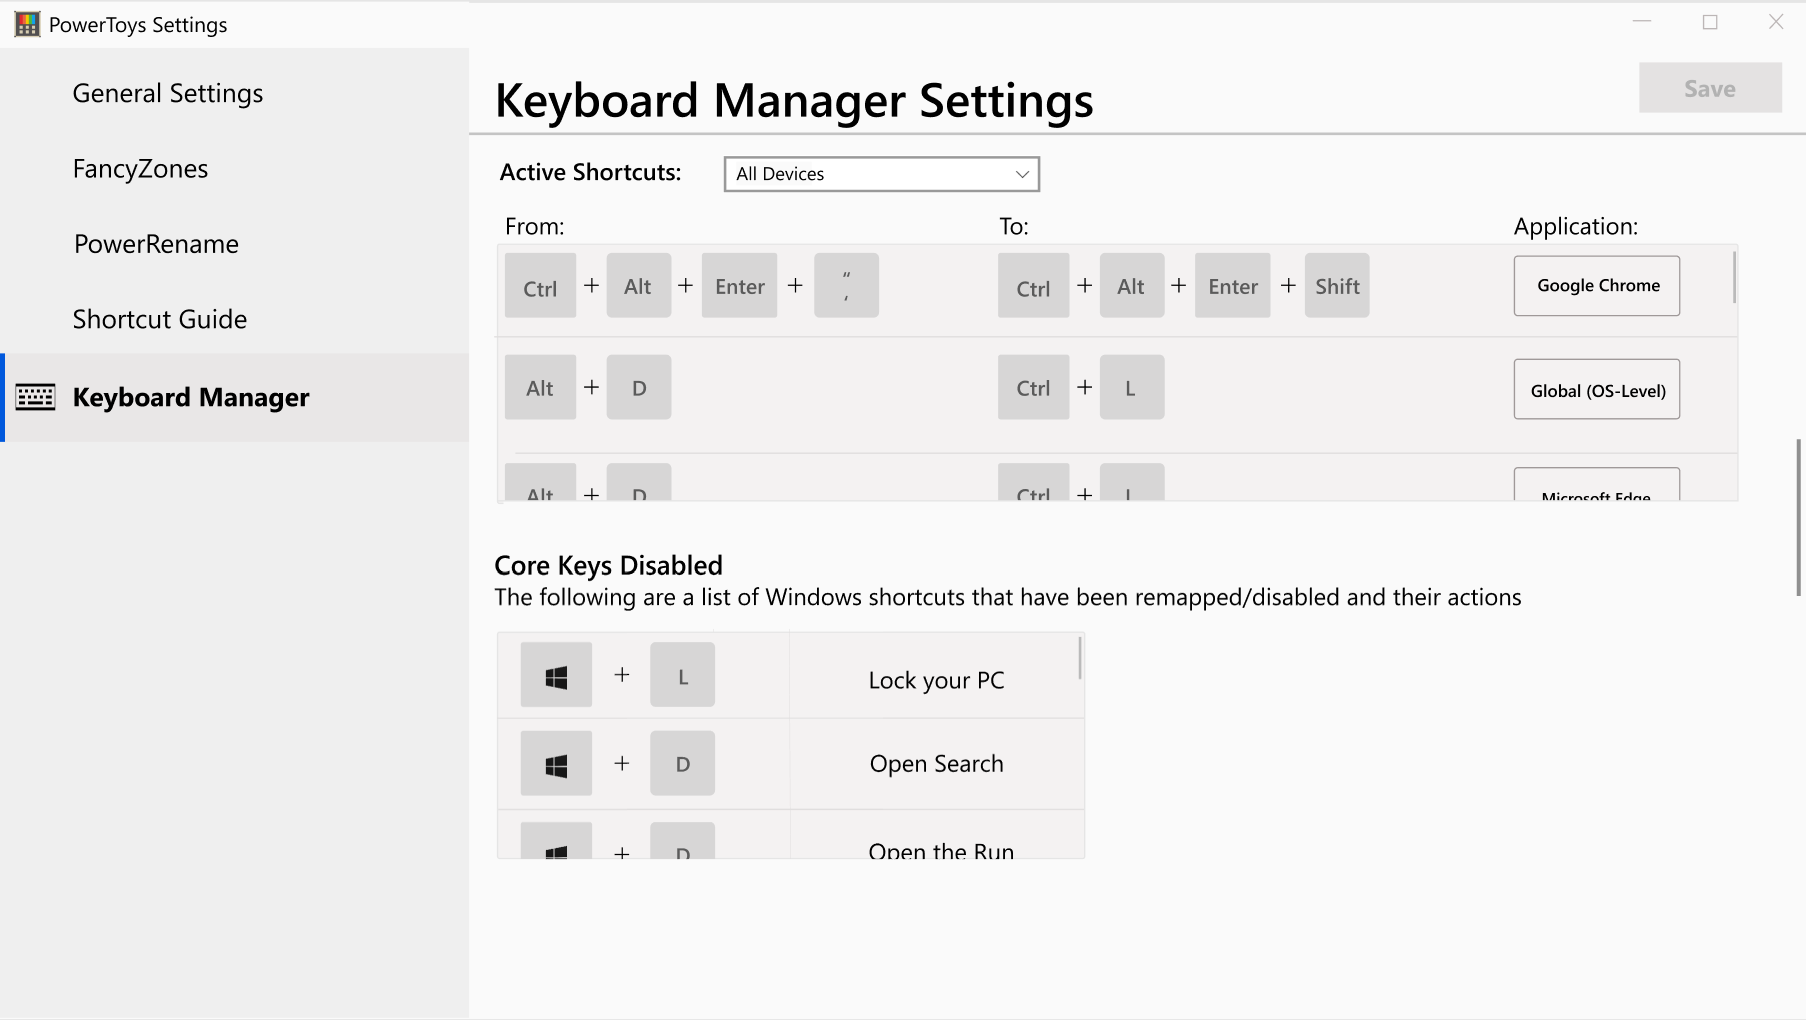 PowerToys Settings
General Settings
FancyZones
PowerRename
Shortcut Guide
Keyboard Manager
Keyboard Manager Settings
Save
Active Shortcuts: All Devices
From: To: Application:
Ctrl + Alt + Enter + “ , Ctrl + Alt + Enter + Shift Google Chrome
Alt + D Ctrl + L Global (OS-Level)
Alt + D Ctrl + L Microsoft Edge
Core Keys Disabled
The following are a list of Windows shortcuts that have been remapped/disabled and their actions
+ L Lock your PC
+ D Open Search
+ D Open the Run